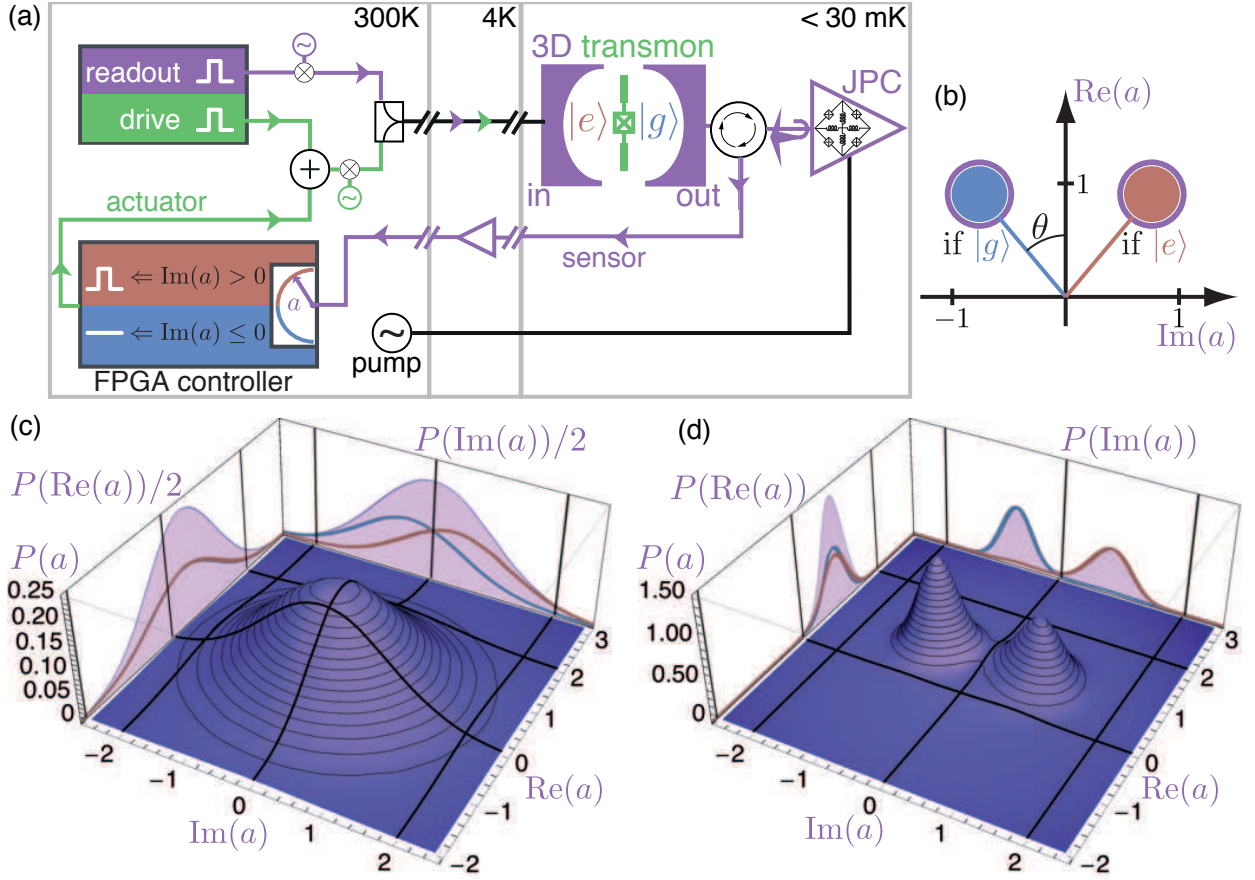 (a)
300K
4K
< 30 mK
readout
drive
actuator
3D transmon
|e⟩
|g⟩
in
out
JPC
sensor
⇐ Im(a) > 0
⇐ Im(a) ≤ 0
a
FPGA controller
pump
(b)
Re(a)
1
θ
if |g⟩
if |e⟩
−1
1
Im(a)
(c)
P(Re(a))/2
P(Im(a))/2
P(a)
0.25
0.20
0.15
0.10
0.05
0
−2
−1
0
1
2
Im(a)
−2
−1
0
1
2
3
Re(a)
(d)
P(Re(a))
P(Im(a))
P(a)
1.50
1.00
0.50
0
−2
−1
0
1
2
Im(a)
−2
−1
0
1
2
3
Re(a)